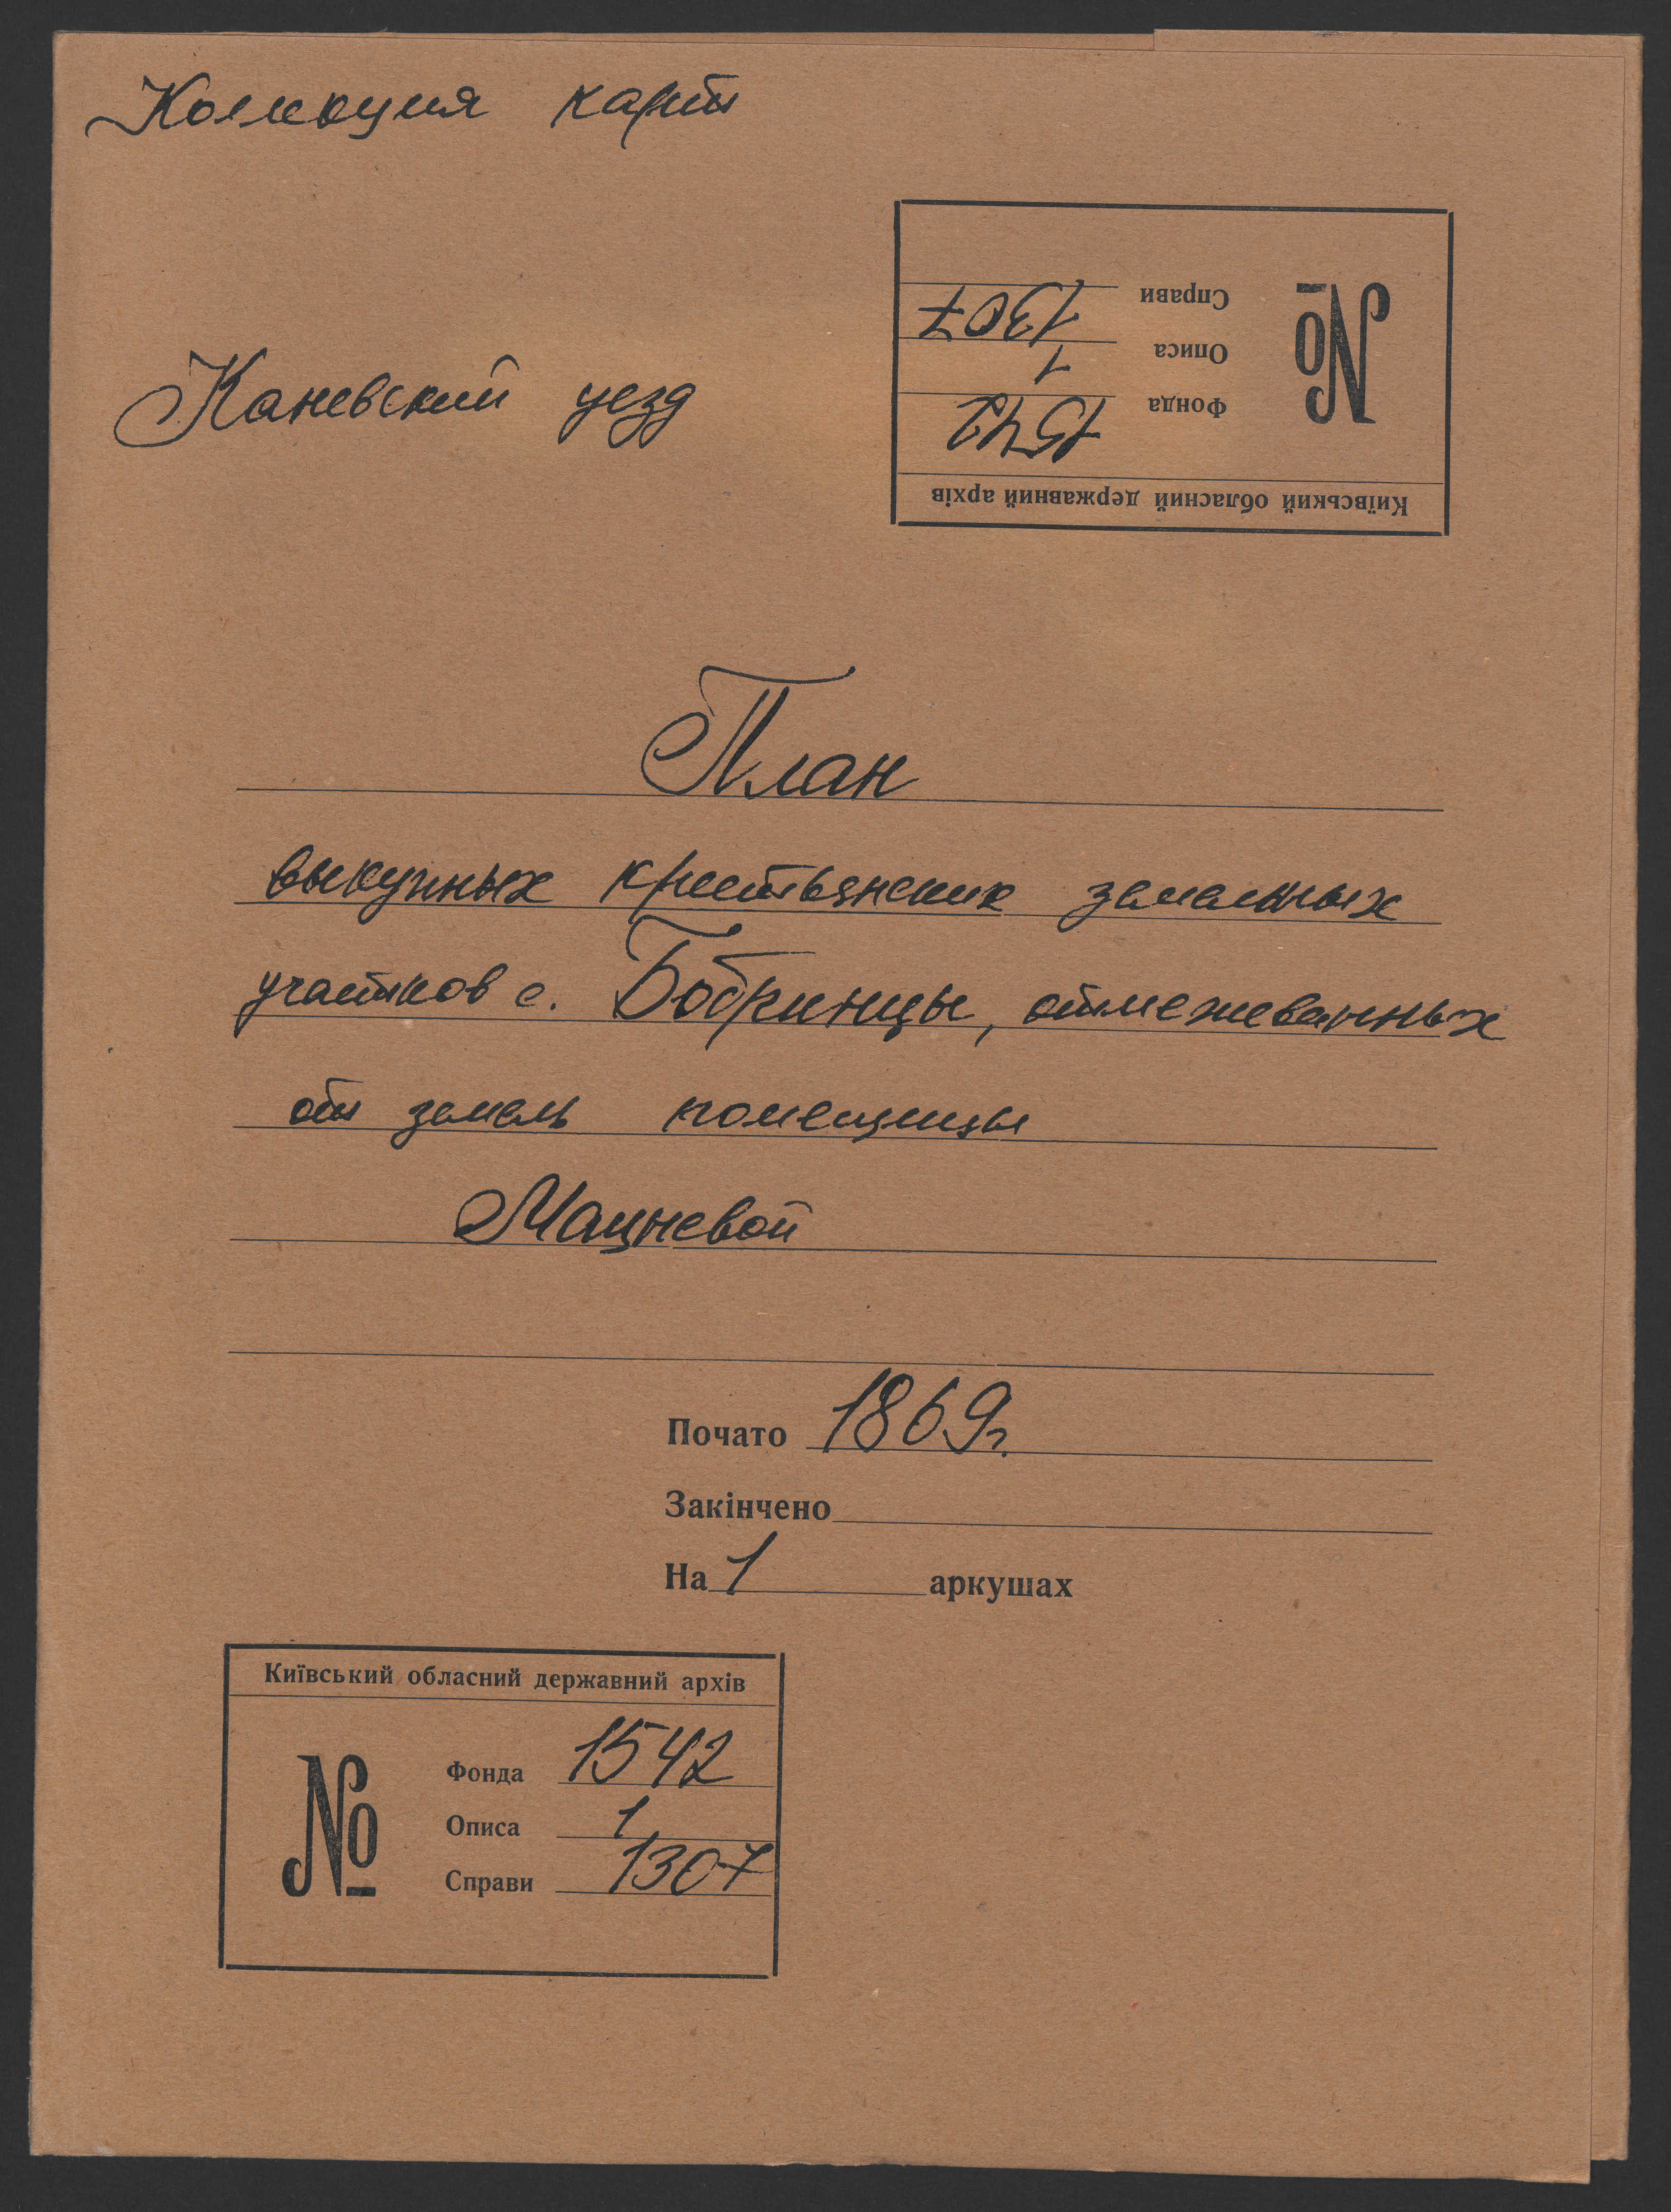 Коллекция карт
Справи 1307
Описа 1
Фонда 1542
Київський обласний державний архів
№
Каневский уезд
План
выкупных крестьянских земельных
участков с. Бобрицы, отмежеванных
от земель помещицы
Мацневой
Почато 1869г.
Закінчено
На 1 аркушах
Київський обласний державний архів
№
Фонда 1542
Описа 1
Справи 1307